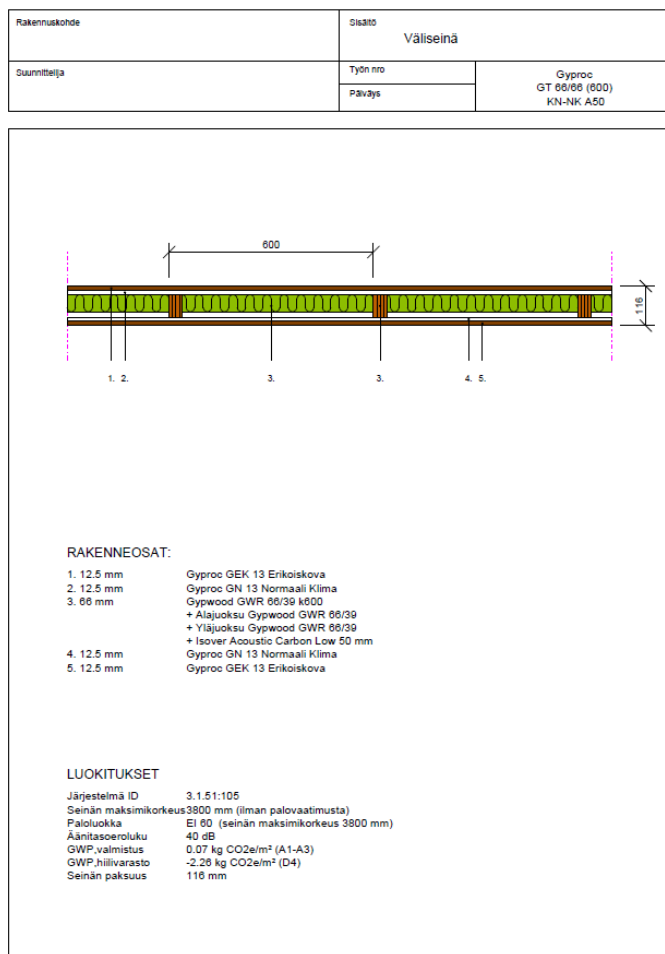 Rakennuskohde
Sisältö
Väliseinä
Suunnittelija
Työn nro
Päiväys
Gyproc
GT 66/66 (600)
KN-NK A50
600
116
1. 2. 3. 3. 4. 5.
RAKENNEOSAT:
1. 12.5 mm Gyproc GEK 13 Erikoiskova
2. 12.5 mm Gyproc GN 13 Normaali Klima
3. 66 mm Gypwood GWR 66/39 k600
+ Alajuoksu Gypwood GWR 66/39
+ Yläjuoksu Gypwood GWR 66/39
+ Isover Acoustic Carbon Low 50 mm
4. 12.5 mm Gyproc GN 13 Normaali Klima
5. 12.5 mm Gyproc GEK 13 Erikoiskova
LUOKITUKSET
Järjestelmä ID 3.1.51:105
Seinän maksimikorkeus 3800 mm (ilman palovaatimusta)
Paloluokka EI 60 (seinän maksimikorkeus 3800 mm)
Äänitasoeroluku 40 dB
GWP,valmistus 0.07 kg CO2e/m² (A1-A3)
GWP,hiilivarasto -2.26 kg CO2e/m² (D4)
Seinän paksuus 116 mm